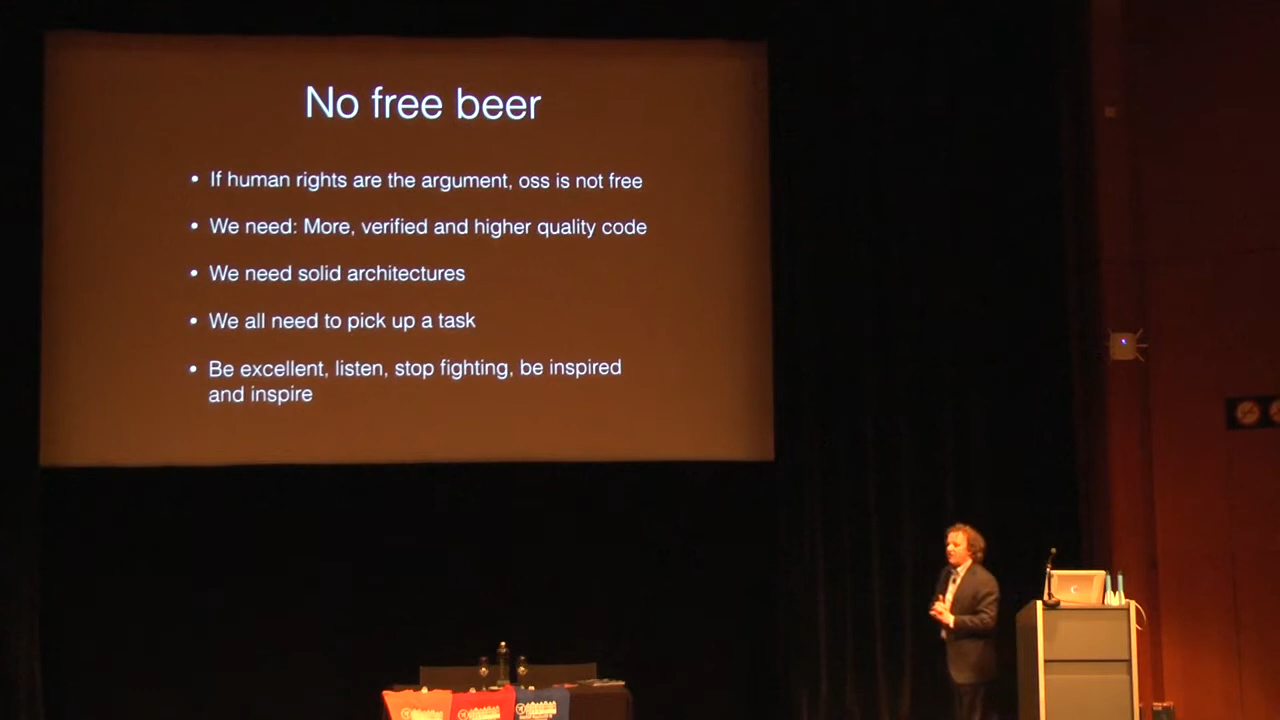 No free beer
• If human rights are the argument, oss is not free
• We need: More, verified and higher quality code
• We need solid architectures
• We all need to pick up a task
• Be excellent, listen, stop fighting, be inspired
and inspire